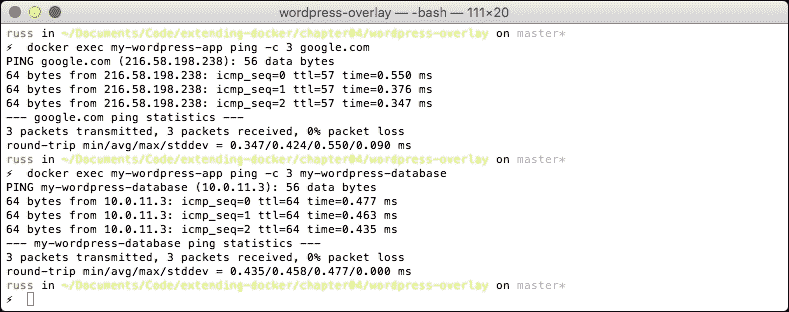 wordpress-overlay — -bash — 111×20
russ in ~/Documents/Code/extending-docker/chapter04/wordpress-overlay on master*
⚡ docker exec my-wordpress-app ping -c 3 google.com
PING google.com (216.58.198.238): 56 data bytes
64 bytes from 216.58.198.238: icmp_seq=0 ttl=57 time=0.550 ms
64 bytes from 216.58.198.238: icmp_seq=1 ttl=57 time=0.376 ms
64 bytes from 216.58.198.238: icmp_seq=2 ttl=57 time=0.347 ms
--- google.com ping statistics ---
3 packets transmitted, 3 packets received, 0% packet loss
round-trip min/avg/max/stddev = 0.347/0.424/0.550/0.090 ms
russ in ~/Documents/Code/extending-docker/chapter04/wordpress-overlay on master*
⚡ docker exec my-wordpress-app ping -c 3 my-wordpress-database
PING my-wordpress-database (10.0.11.3): 56 data bytes
64 bytes from 10.0.11.3: icmp_seq=0 ttl=64 time=0.477 ms
64 bytes from 10.0.11.3: icmp_seq=1 ttl=64 time=0.463 ms
64 bytes from 10.0.11.3: icmp_seq=2 ttl=64 time=0.435 ms
--- my-wordpress-database ping statistics ---
3 packets transmitted, 3 packets received, 0% packet loss
round-trip min/avg/max/stddev = 0.435/0.458/0.477/0.000 ms
russ in ~/Documents/Code/extending-docker/chapter04/wordpress-overlay on master*
⚡